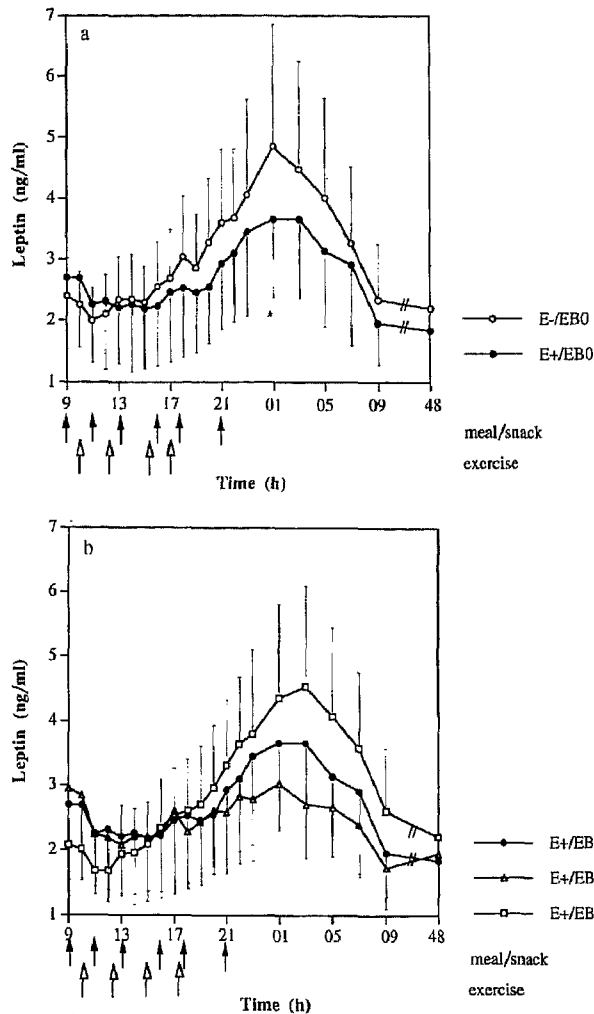 a
7
6
5
4
3
2
1
Leptin (ng/ml)
*
9 13 17 21 01 05 09 48
E-/EB0
E+/EB0
meal/snack
exercise
Time (h)
b
7
6
5
4
3
2
1
Leptin (ng/ml)
9 13 17 21 01 05 09 48
E+/EB
E+/EB
E+/EB
meal/snack
exercise
Time (h)